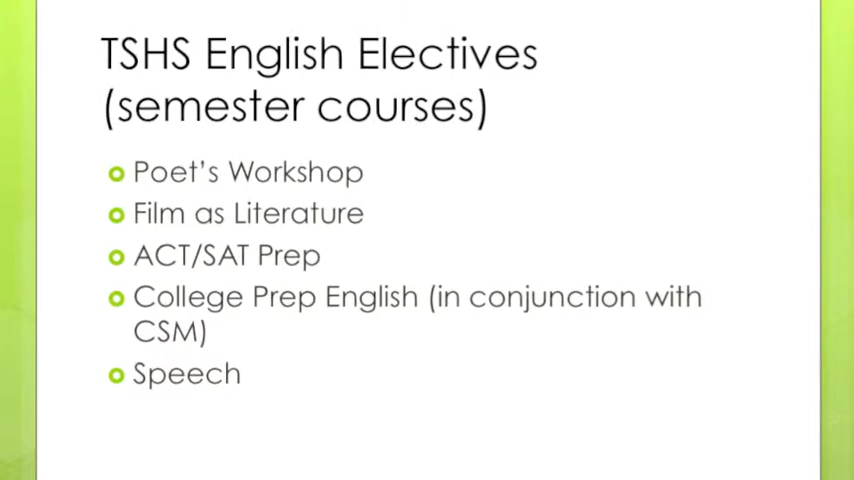 TSHS English Electives
(semester courses)
Poet's Workshop
Film as Literature
ACT/SAT Prep
College Prep English (in conjunction with
CSM)
Speech